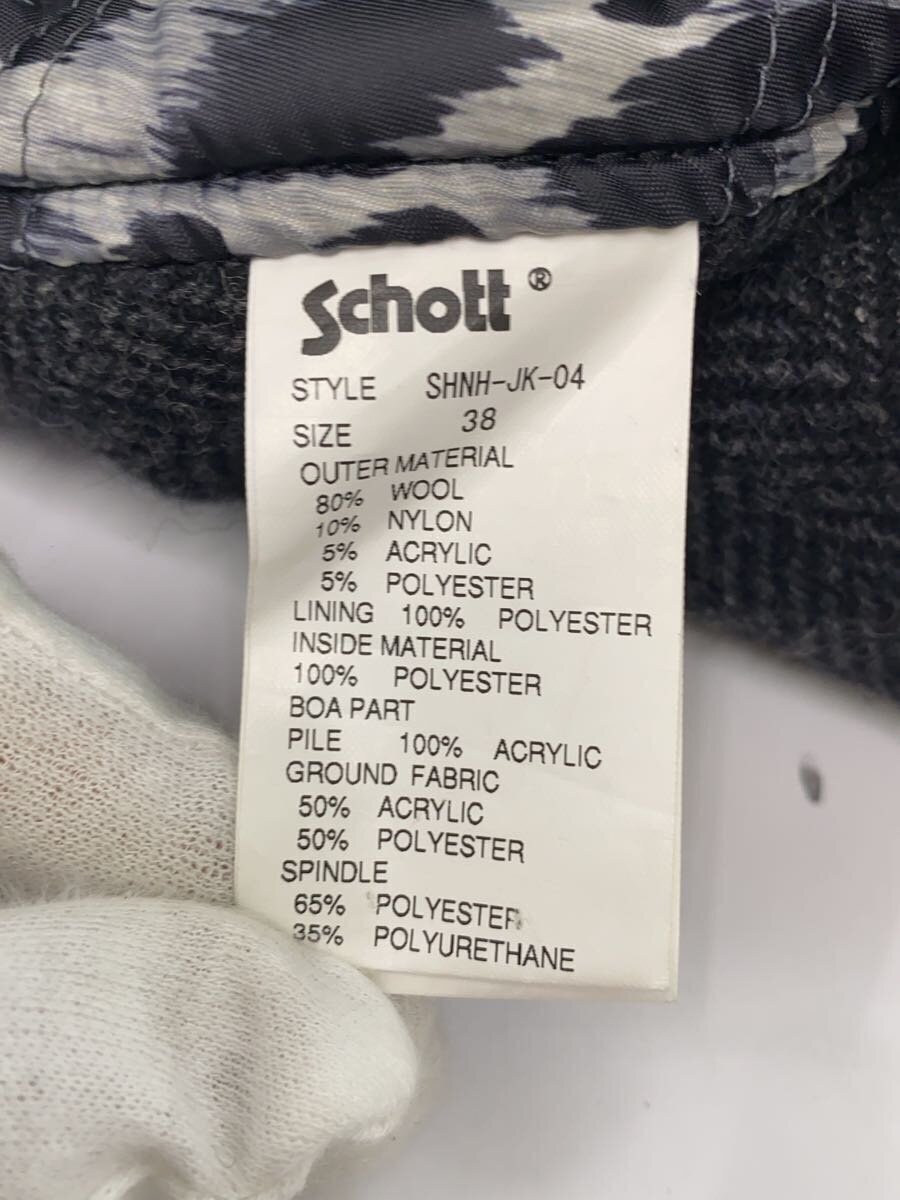 Schott®
STYLE SHNH-JK-04
SIZE 38
OUTER MATERIAL
80% WOOL
10% NYLON
5% ACRYLIC
5% POLYESTER
LINING 100% POLYESTER
INSIDE MATERIAL
100% POLYESTER
BOA PART
PILE 100% ACRYLIC
GROUND FABRIC
50% ACRYLIC
50% POLYESTER
SPINDLE
65% POLYESTER
35% POLYURETHANE